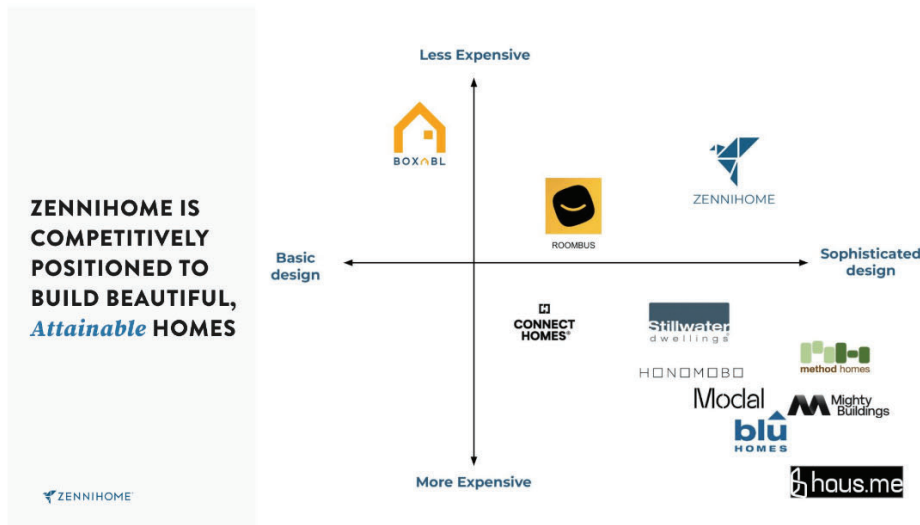 ZENNIHOME IS
COMPETITIVELY
POSITIONED TO
BUILD BEAUTIFUL,
Attainable HOMES
ZENNIHOME
Less Expensive
BOXABL
ZENNIHOME
ROOMBUS
Basic
design
Sophisticated
design
CONNECT
HOMES®
Stillwater
dwellings
method homes
HONOMOBO
Modal
Mighty
Buildings
blu
HOMES
More Expensive
haus.me